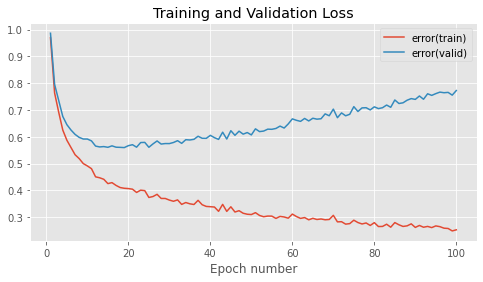 Training and Validation Loss
error(train)
error(valid)
1.0
0.9
0.8
0.7
0.6
0.5
0.4
0.3
0 20 40 60 80 100
Epoch number